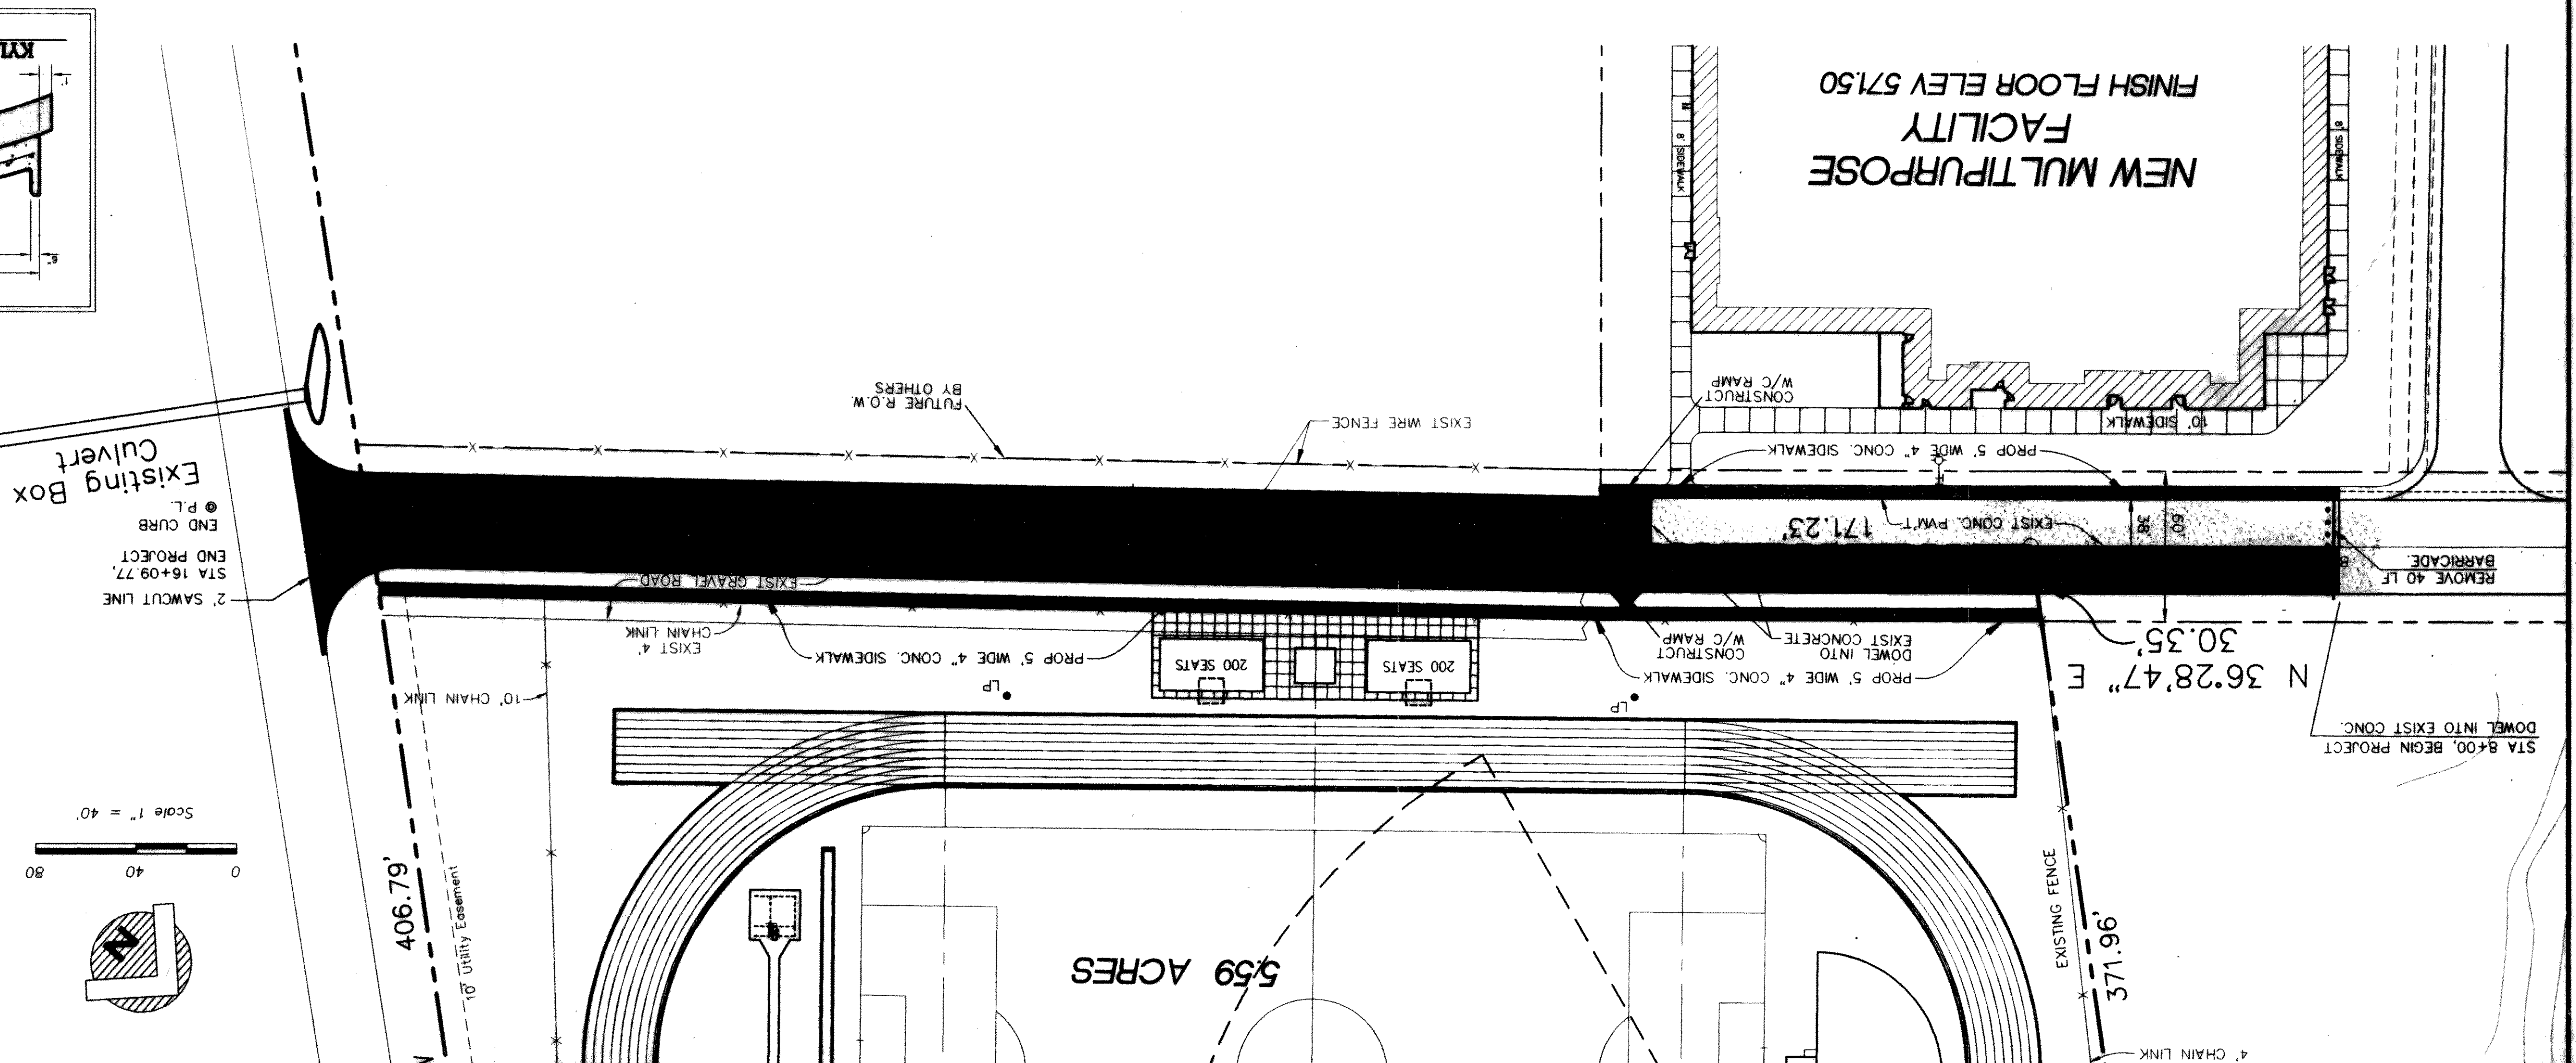 KYL
1'
6"
NEW MULTIPURPOSE
FACILITY
FINISH FLOOR ELEV 571.50
8' SIDEWALK
8' SIDEWALK
10' SIDEWALK
CONSTRUCT
W/C RAMP
PROP 5' WIDE 4" CONC. SIDEWALK
FUTURE R.O.W.
BY OTHERS
EXIST WIRE FENCE
Existing Box
Culvert
END PROJECT
STA 16+09.77,
END CURB
@ P.L.
2' SAWCUT LINE
EXIST CONC. PVM'T
171.23'
38'
60'
REMOVE 40 LF
BARRICADE
EXIST GRAVEL ROAD
EXIST 4'
CHAIN LINK
PROP 5' WIDE 4" CONC. SIDEWALK
10' CHAIN LINK
LP
200 SEATS
200 SEATS
CONSTRUCT
W/C RAMP
DOWEL INTO
EXIST CONCRETE
PROP 5' WIDE 4" CONC. SIDEWALK
LP
N 36°28'47" E
30.35'
STA 8+00, BEGIN PROJECT
DOWEL INTO EXIST CONC.
Scale 1" = 40'
0 40 80
N
406.79'
10' Utility Easement
5.59 ACRES
EXISTING FENCE
371.96'
4' CHAIN LINK